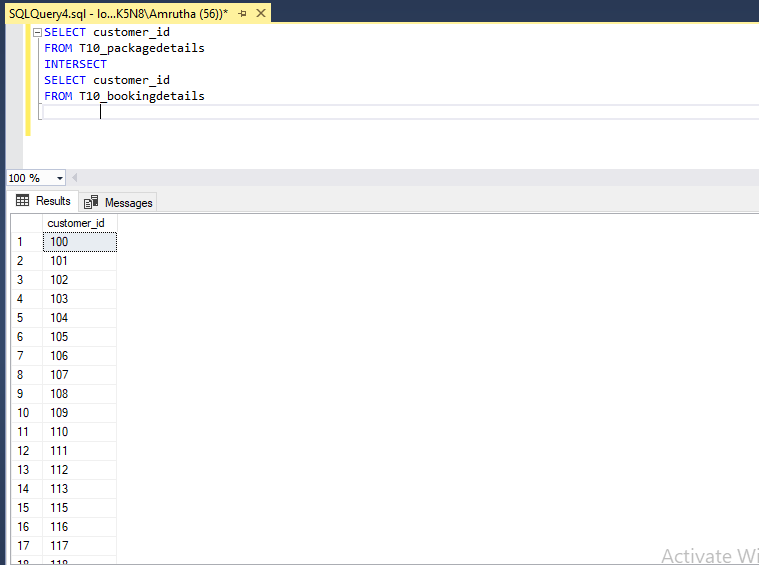 SQLQuery4.sql - lo...K5N8\Amrutha (56))*
SELECT customer_id
FROM T10_packagedetails
INTERSECT
SELECT customer_id
FROM T10_bookingdetails
100 %
Results Messages
customer_id
1 100
2 101
3 102
4 103
5 104
6 105
7 106
8 107
9 108
10 109
11 110
12 111
13 112
14 113
15 115
16 116
17 117
18 118
Activate Wi